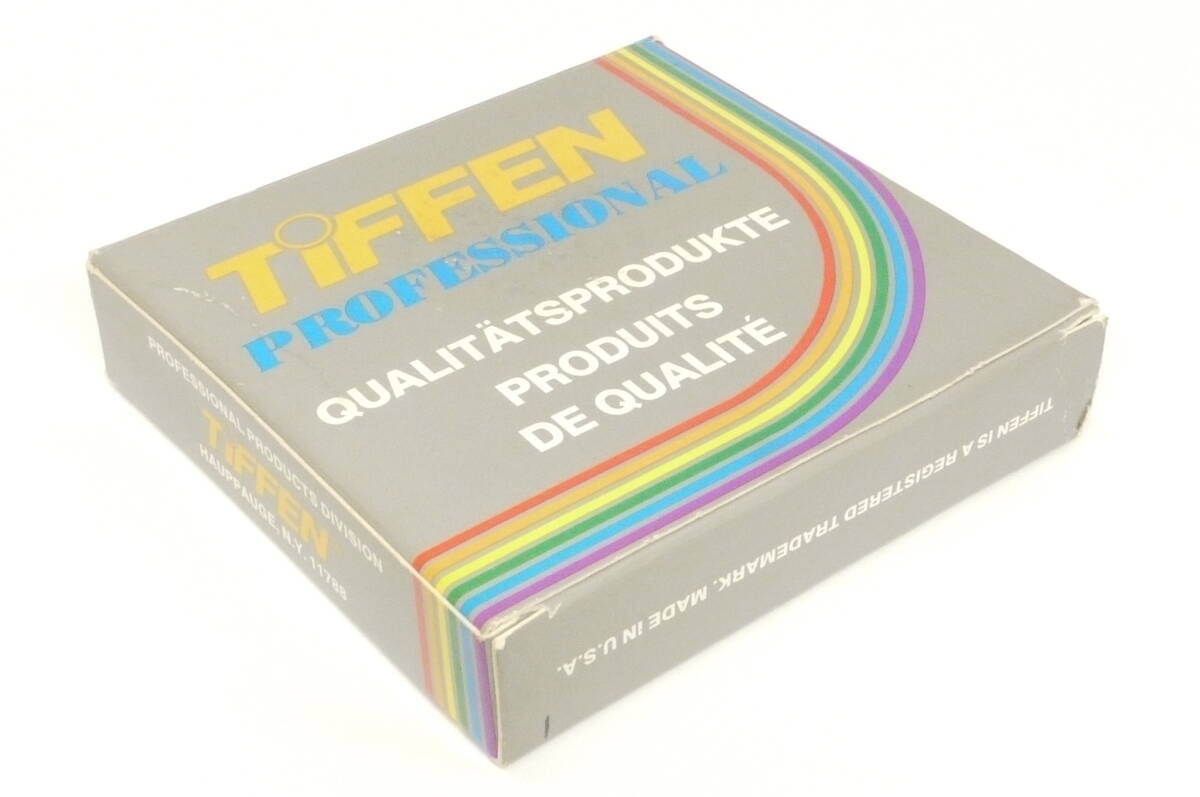 TiFFEN
PROFESSIONAL
QUALITÄTSPRODUKTE
PRODUITS
DE QUALITÉ
PROFESSIONAL PRODUCTS DIVISION
TiFFEN
HAUPPAUGE, N.Y. 11788
TIFFEN IS A REGISTERED TRADEMARK. MADE IN U.S.A.